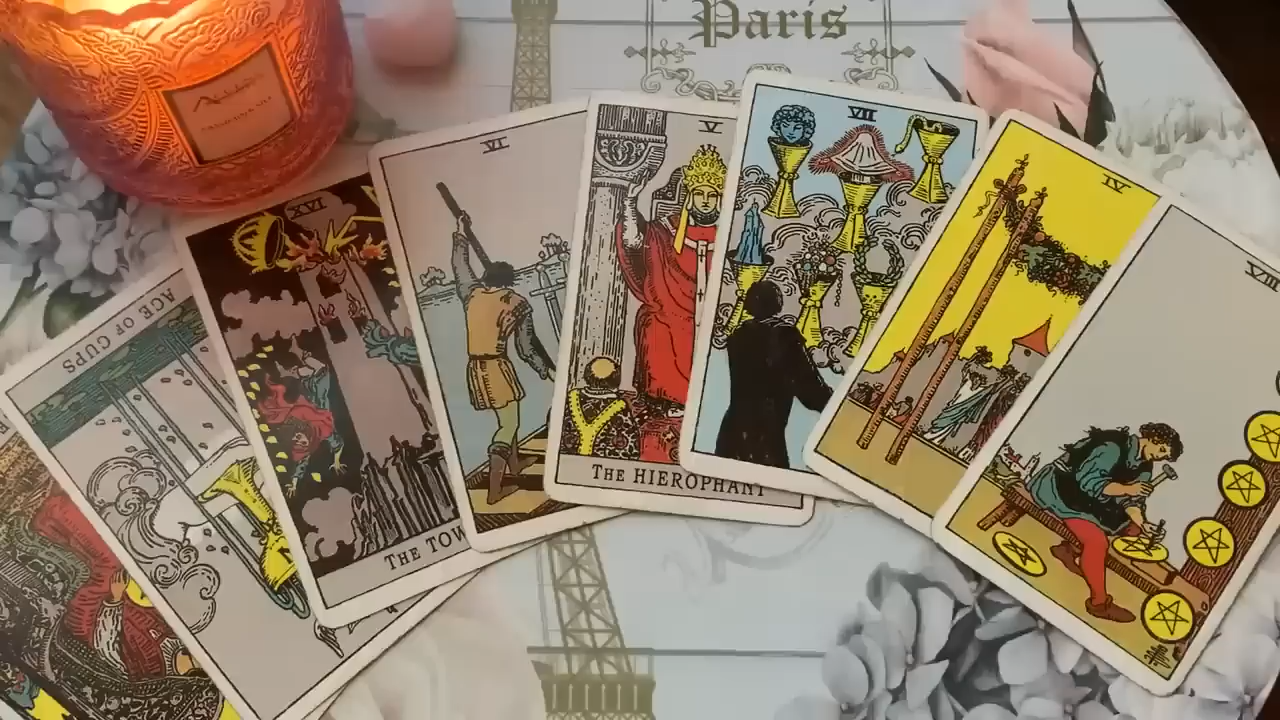 Paris
XVI
VI
V
VII
IV
VIII
ACE OF CUPS
THE TOW
THE HIEROPHANT